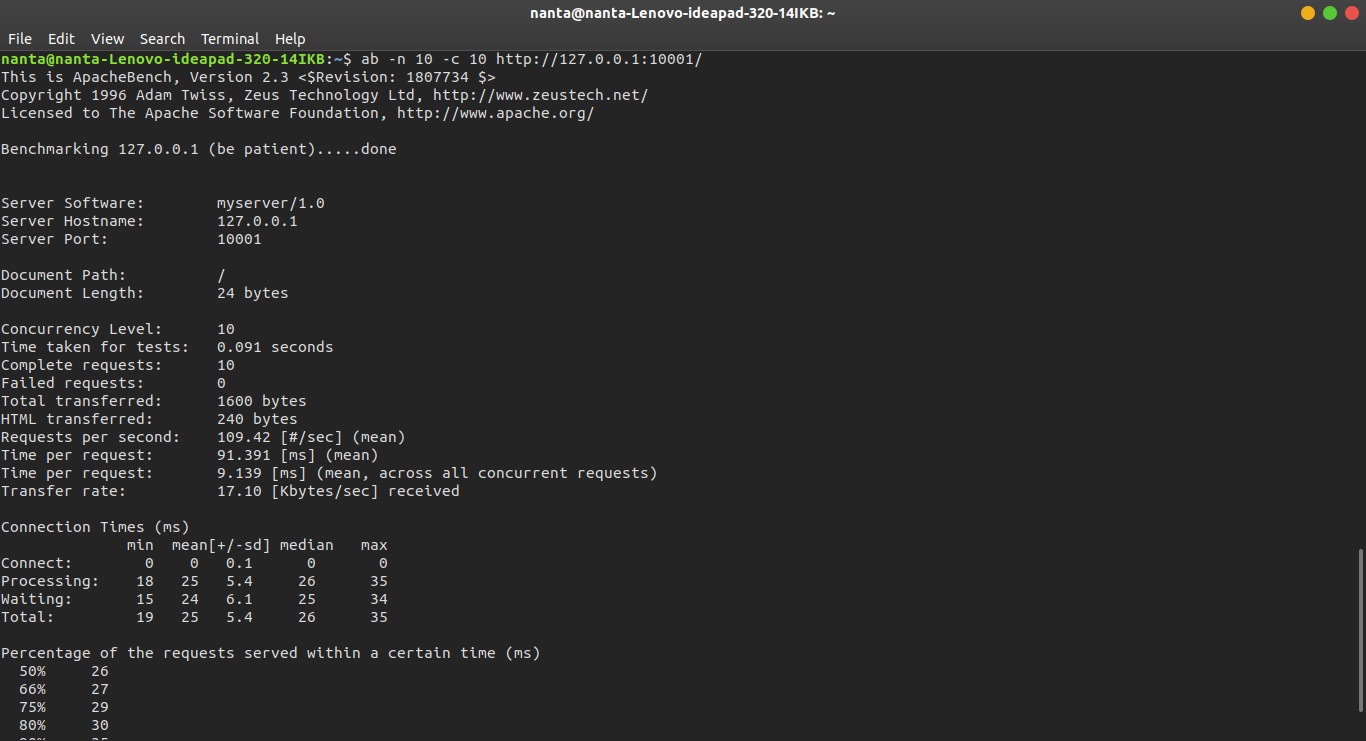 nanta@nanta-Lenovo-ideapad-320-14IKB: ~
File Edit View Search Terminal Help
nanta@nanta-Lenovo-ideapad-320-14IKB:~$ ab -n 10 -c 10 http://127.0.0.1:10001/
This is ApacheBench, Version 2.3 <$Revision: 1807734 $>
Copyright 1996 Adam Twiss, Zeus Technology Ltd, http://www.zeustech.net/
Licensed to The Apache Software Foundation, http://www.apache.org/

Benchmarking 127.0.0.1 (be patient).....done

Server Software:        myserver/1.0
Server Hostname:        127.0.0.1
Server Port:            10001

Document Path:          /
Document Length:        24 bytes

Concurrency Level:      10
Time taken for tests:   0.091 seconds
Complete requests:      10
Failed requests:        0
Total transferred:      1600 bytes
HTML transferred:       240 bytes
Requests per second:    109.42 [#/sec] (mean)
Time per request:       91.391 [ms] (mean)
Time per request:       9.139 [ms] (mean, across all concurrent requests)
Transfer rate:          17.10 [Kbytes/sec] received

Connection Times (ms)
              min  mean[+/-sd] median   max
Connect:        0    0   0.1      0       0
Processing:    18   25   5.4     26      35
Waiting:       15   24   6.1     25      34
Total:         19   25   5.4     26      35

Percentage of the requests served within a certain time (ms)
  50%     26
  66%     27
  75%     29
  80%     30